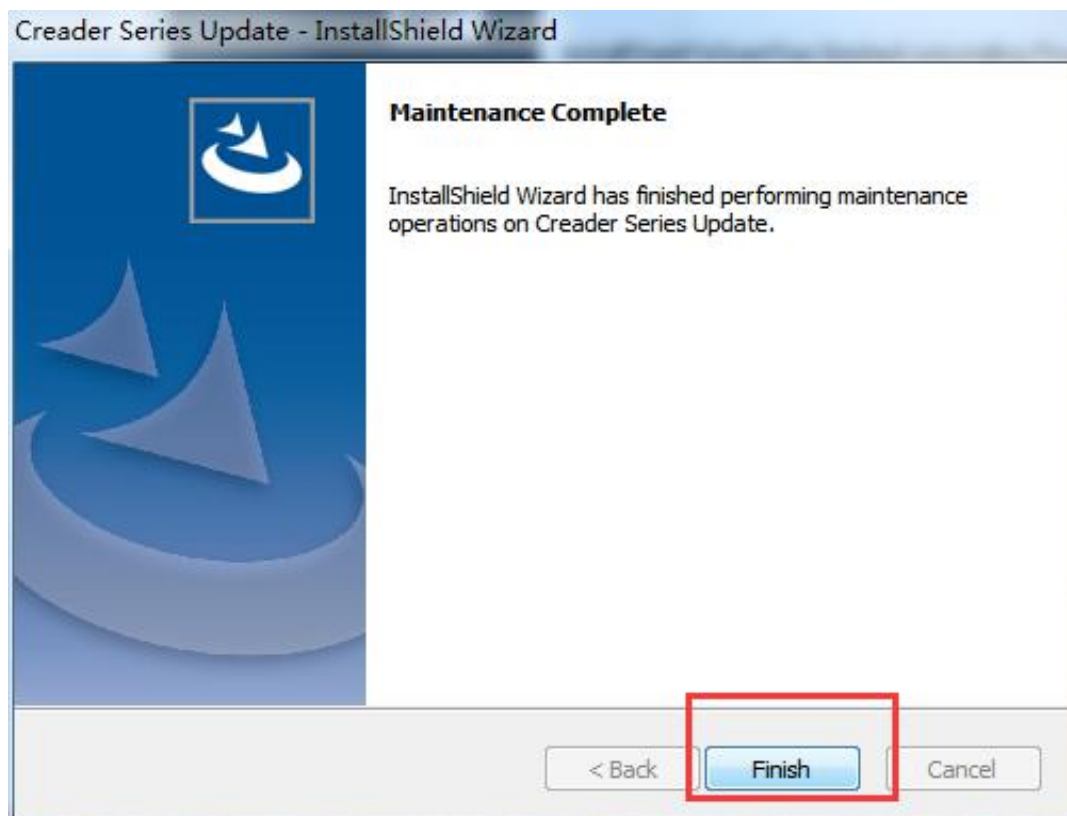 Creader Series Update - InstallShield Wizard
Maintenance Complete
InstallShield Wizard has finished performing maintenance
operations on Creader Series Update.
< Back
Finish
Cancel